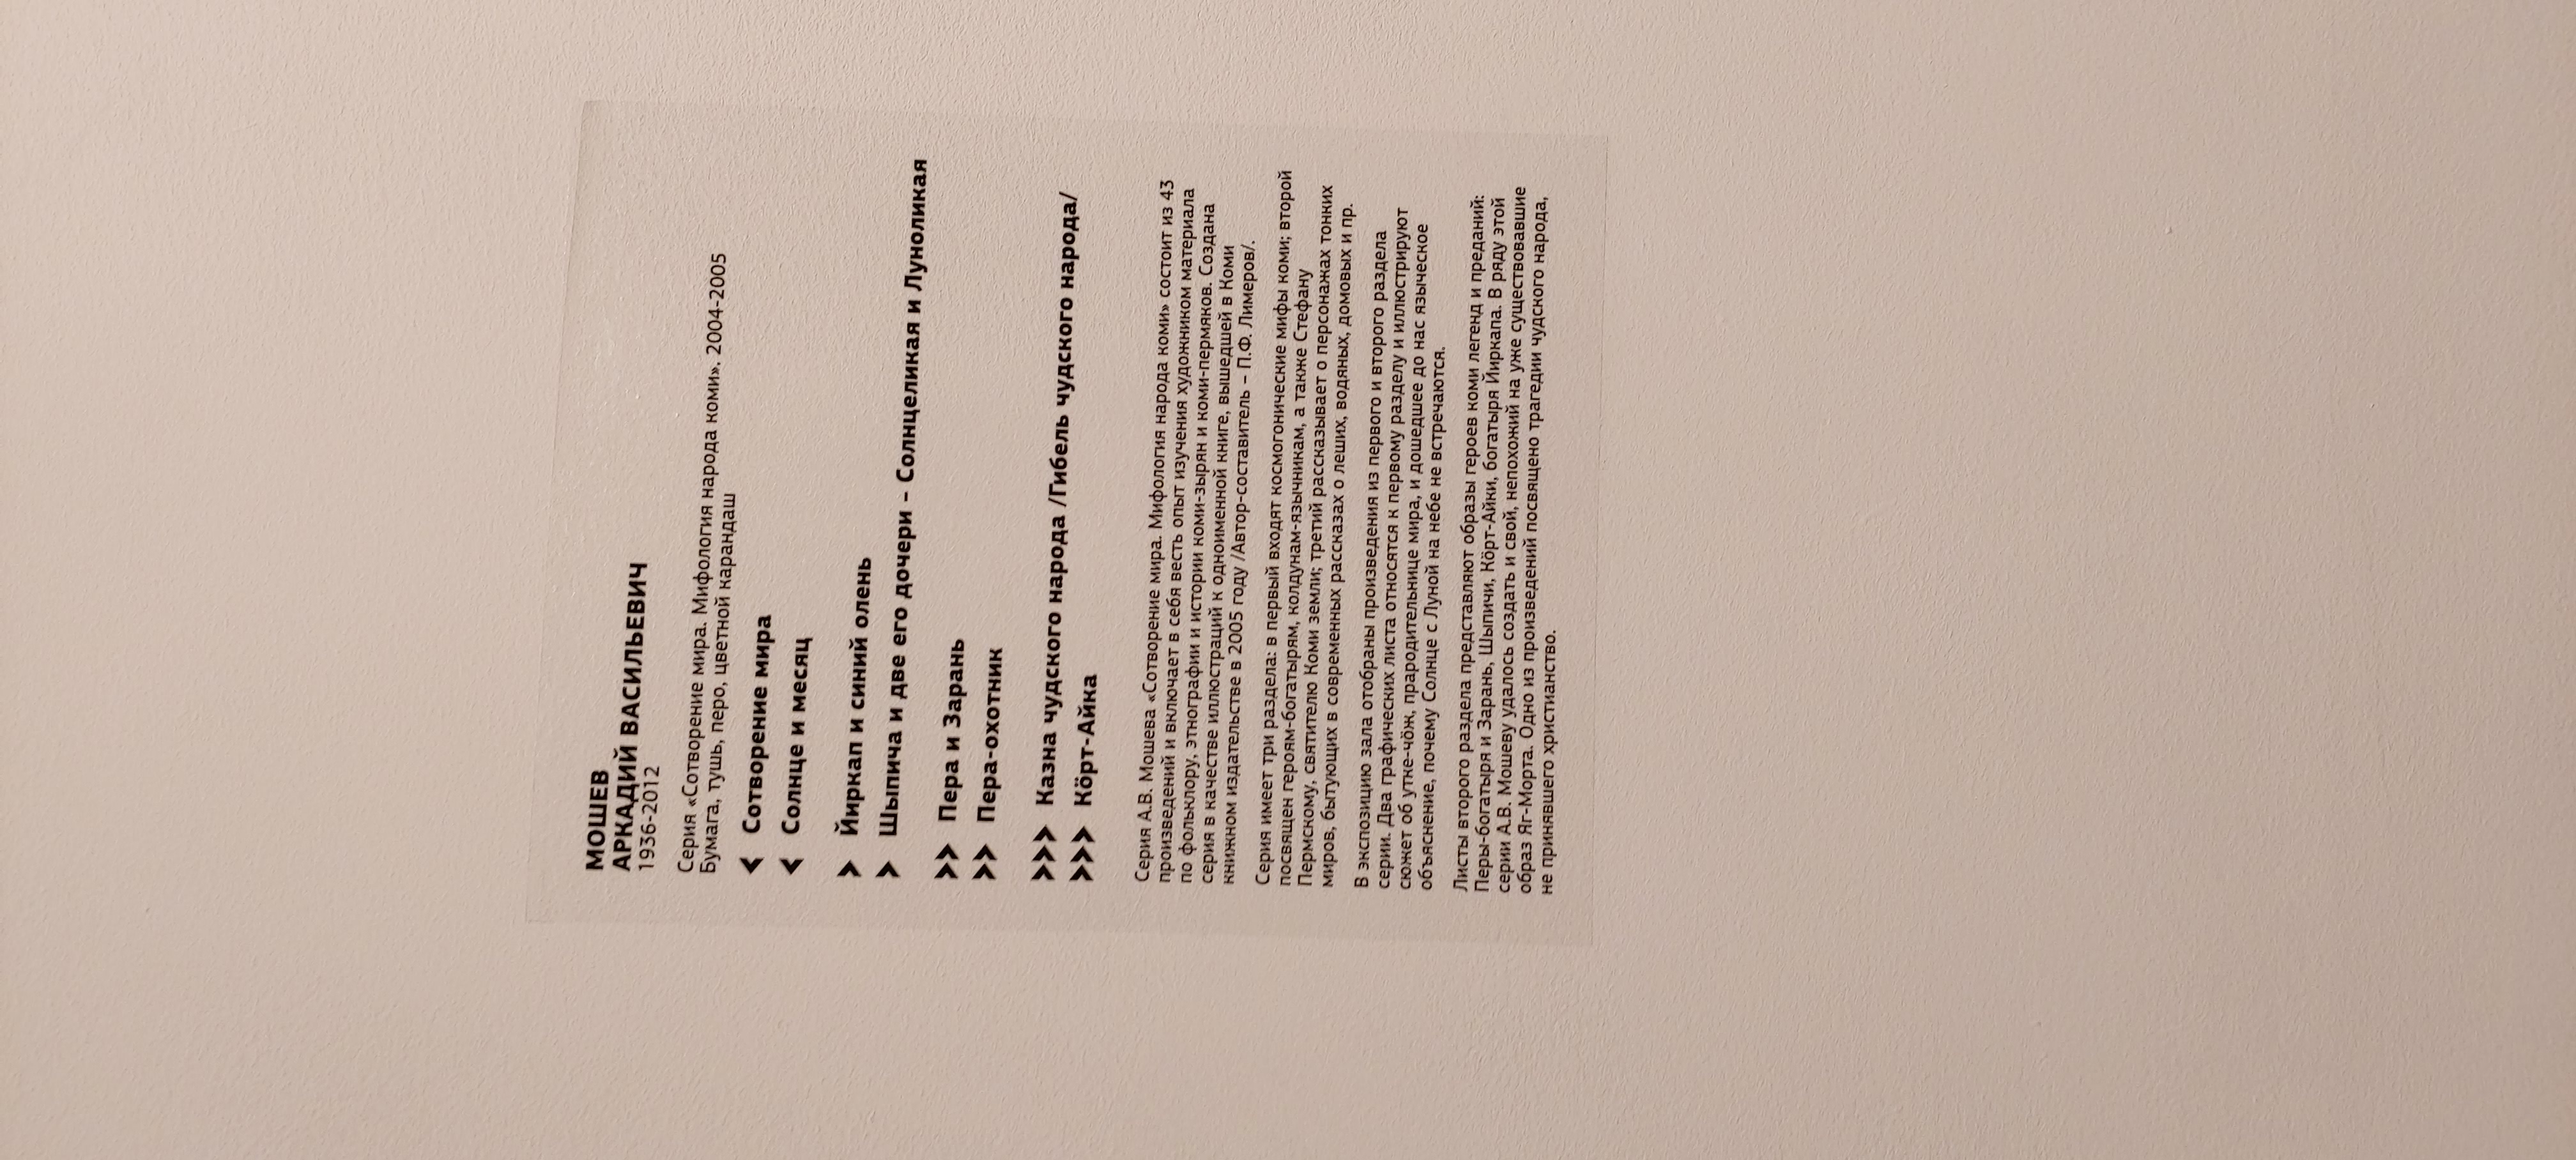 МОШЕВ
АРКАДИЙ ВАСИЛЬЕВИЧ
1936-2012
Серия «Сотворение мира. Мифология народа коми». 2004-2005
Бумага, тушь, перо, цветной карандаш
< Сотворение мира
< Солнце и месяц
> Йиркап и синий олень
> Шыпича и две его дочери – Солнцеликая и Луноликая
>> Пера и Зарань
>> Пера-охотник
>>> Казна чудского народа /Гибель чудского народа/
>>> Кöрт-Айка
Серия А.В. Мошева «Сотворение мира. Мифология народа коми» состоит из 43
произведений и включает в себя весть опыт изучения художником материала
по фольклору, этнографии и истории коми-зырян и коми-пермяков. Создана
серия в качестве иллюстраций к одноименной книге, вышедшей в Коми
книжном издательстве в 2005 году /Автор-составитель – П.Ф. Лимеров/.
Серия имеет три раздела: в первый входят космогонические мифы коми; второй
посвящен героям-богатырям, колдунам-язычникам, а также Стефану
Пермскому, святителю Коми земли; третий рассказывает о персонажах тонких
миров, бытующих в современных рассказах о леших, водяных, домовых и пр.
В экспозицию зала отобраны произведения из первого и второго раздела
серии. Два графических листа относятся к первому разделу и иллюстрируют
сюжет об утке-чöж, прародительнице мира, и дошедшее до нас языческое
объяснение, почему Солнце с Луной на небе не встречаются.
Листы второго раздела представляют образы героев коми легенд и преданий:
Перы-богатыря и Зарань, Шыпичи, Кöрт-Айки, богатыря Йиркапа. В ряду этой
серии А.В. Мошеву удалось создать и свой, непохожий на уже существовавшие
образ Яг-Морта. Одно из произведений посвящено трагедии чудского народа,
не принявшего христианство.